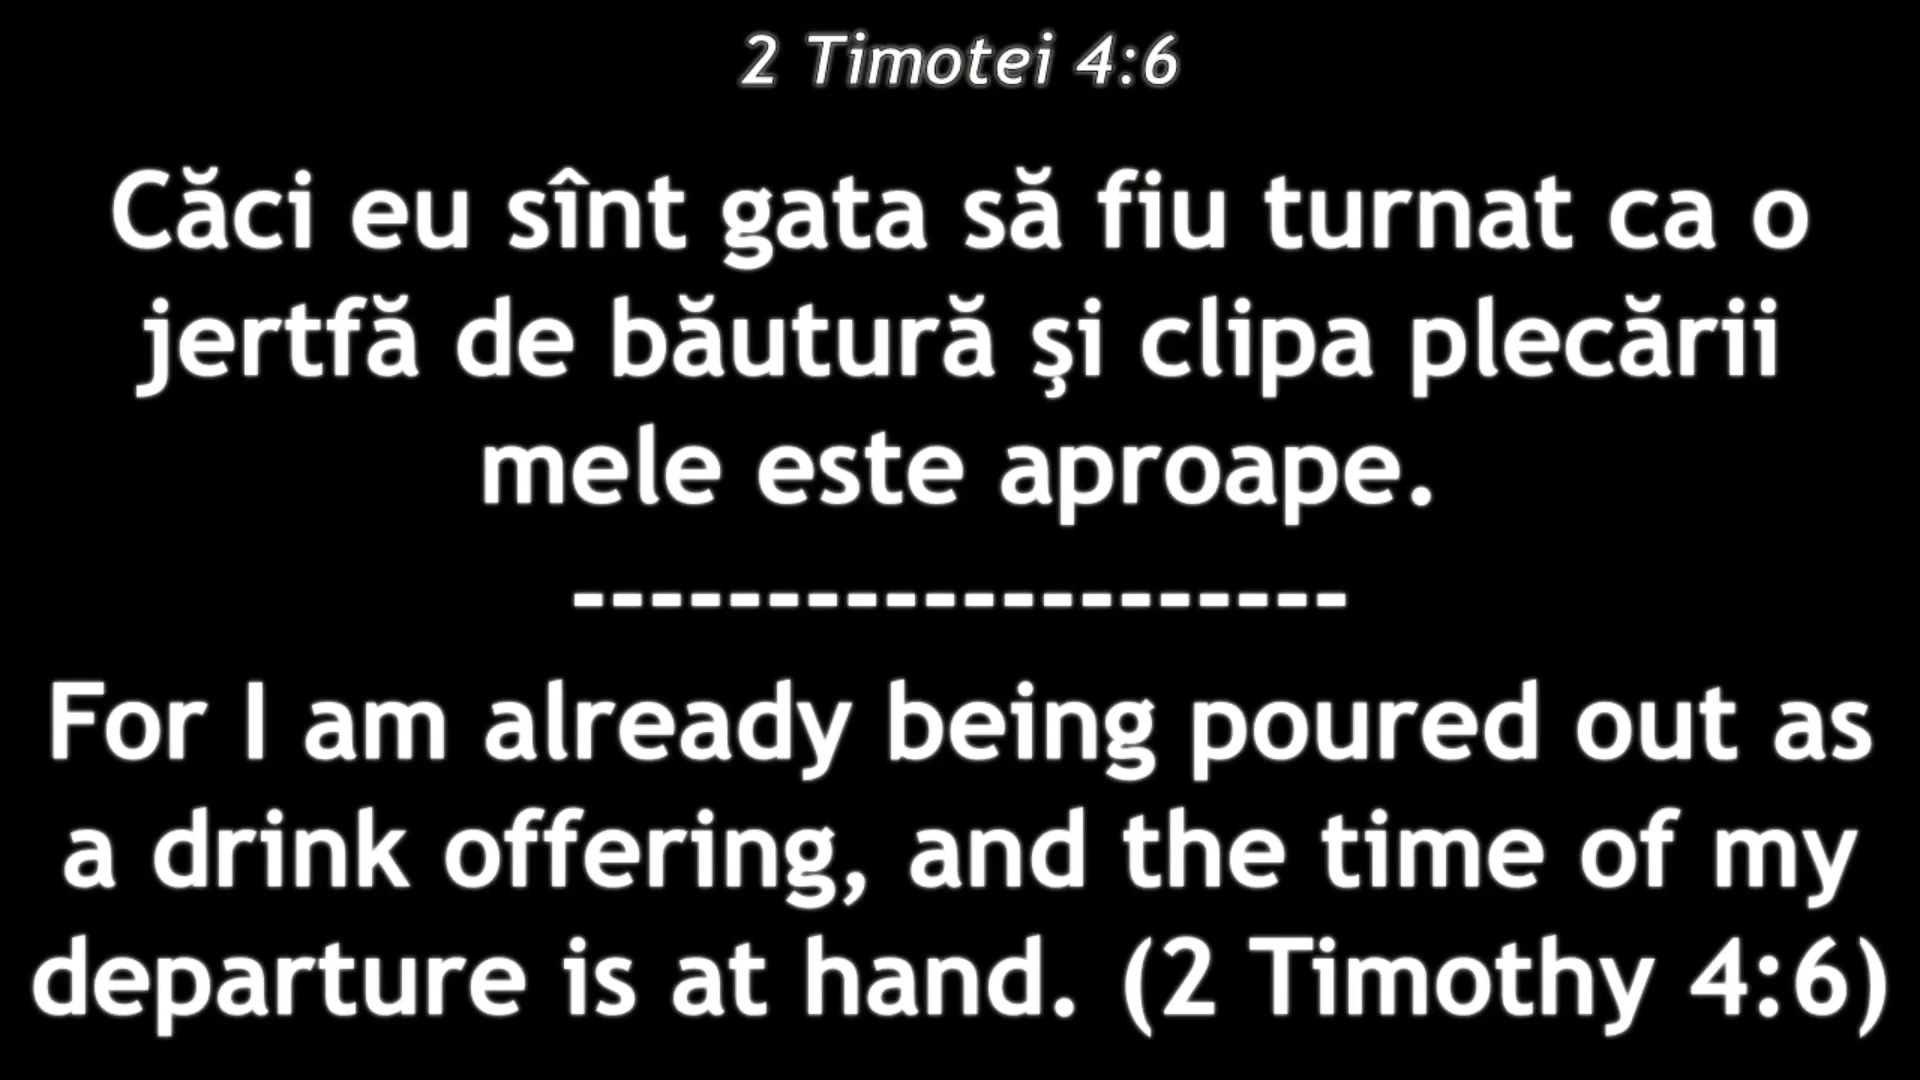 2 Timotei 4:6
Căci eu sînt gata să fiu turnat ca o
jertfă de băutură şi clipa plecării
mele este aproape.
--------------------
For I am already being poured out as
a drink offering, and the time of my
departure is at hand. (2 Timothy 4:6)